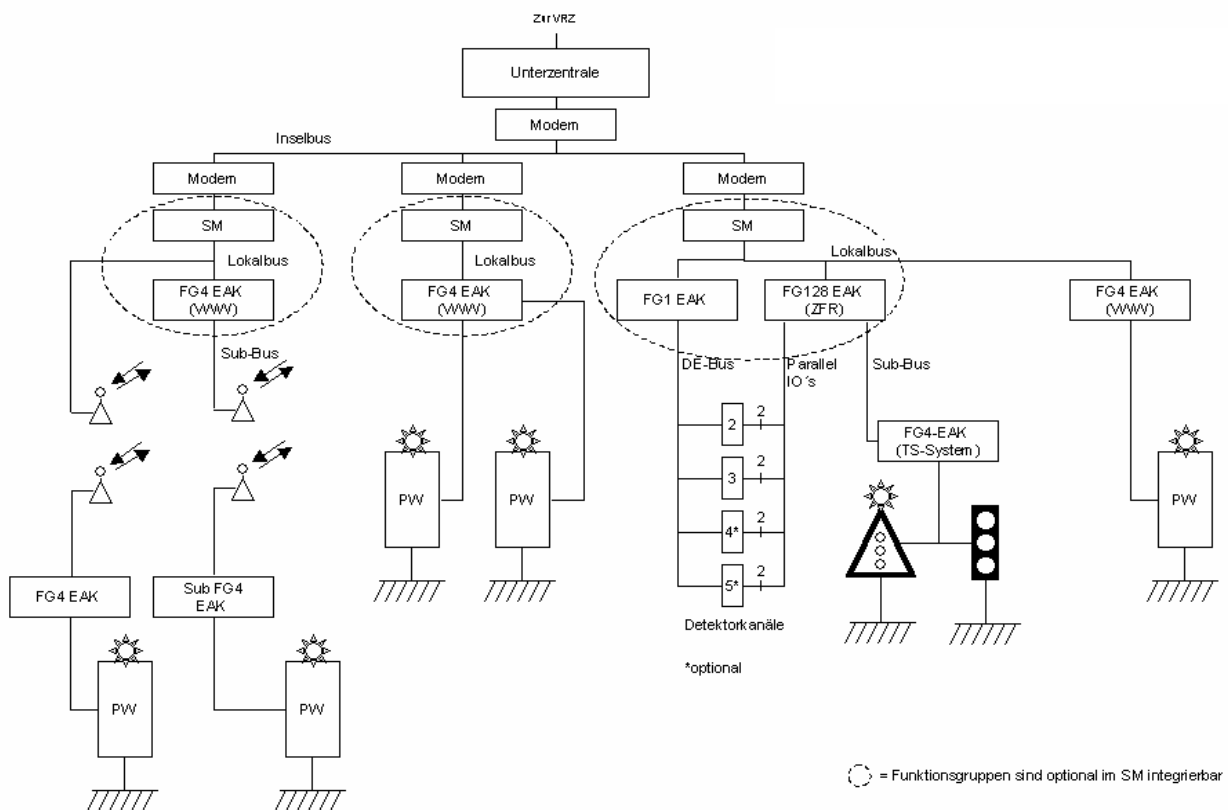 Zur VRZ
Unterzentrale
Modem
Inselbus
Modem
Modem
Modem
SM
SM
SM
Lokalbus
Lokalbus
Lokalbus
FG4 EAK
(WWW)
FG4 EAK
(WWW)
FG1 EAK
FG128 EAK
(ZFR)
FG4 EAK
(WWW)
Sub-Bus
DE-Bus
Parallel
IO´s
Sub-Bus
2
2
3
2
4*
2
5*
2
FG4-EAK
(TS-System)
PW
PW
PW
FG4 EAK
Sub FG4
EAK
Detektorkanäle
*optional
PW
PW
= Funktionsgruppen sind optional im SM integrierbar